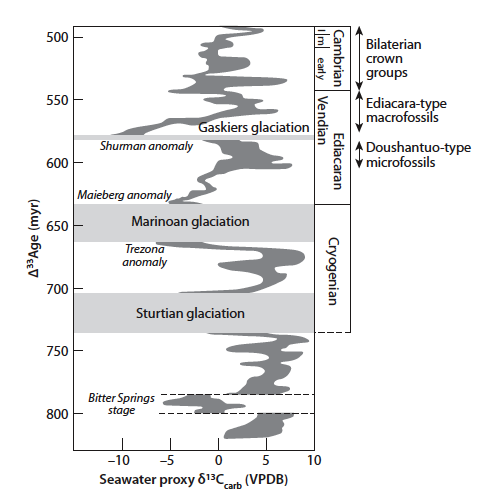 500
550
600
650
700
750
800
Δ³³Age (myr)
Gaskiers glaciation
Shurman anomaly
Maieberg anomaly
Marinoan glaciation
Trezona
anomaly
Sturtian glaciation
Bitter Springs
stage
–10
–5
0
5
10
Seawater proxy δ¹³Ccarb (VPDB)
l
m
early
Cambrian
Vendian
Ediacaran
Cryogenian
Bilaterian
crown
groups
Ediacara-type
macrofossils
Doushantuo-type
microfossils